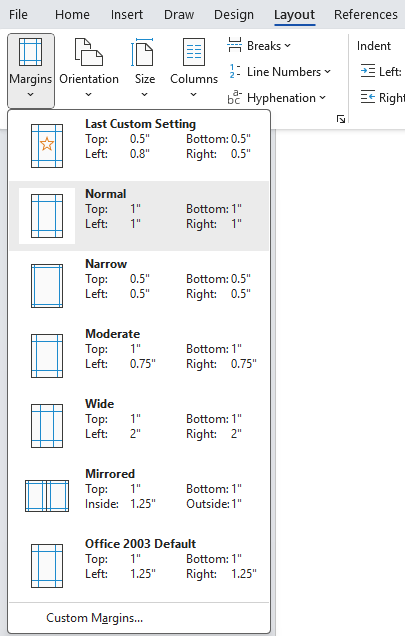 File Home Insert Draw Design Layout References
Margins Orientation Size Columns
Breaks
Line Numbers
Hyphenation
Indent
Left:
Right
Last Custom Setting
Top: 0.5" Bottom: 0.5"
Left: 0.8" Right: 0.5"
Normal
Top: 1" Bottom: 1"
Left: 1" Right: 1"
Narrow
Top: 0.5" Bottom: 0.5"
Left: 0.5" Right: 0.5"
Moderate
Top: 1" Bottom: 1"
Left: 0.75" Right: 0.75"
Wide
Top: 1" Bottom: 1"
Left: 2" Right: 2"
Mirrored
Top: 1" Bottom: 1"
Inside: 1.25" Outside: 1"
Office 2003 Default
Top: 1" Bottom: 1"
Left: 1.25" Right: 1.25"
Custom Margins...